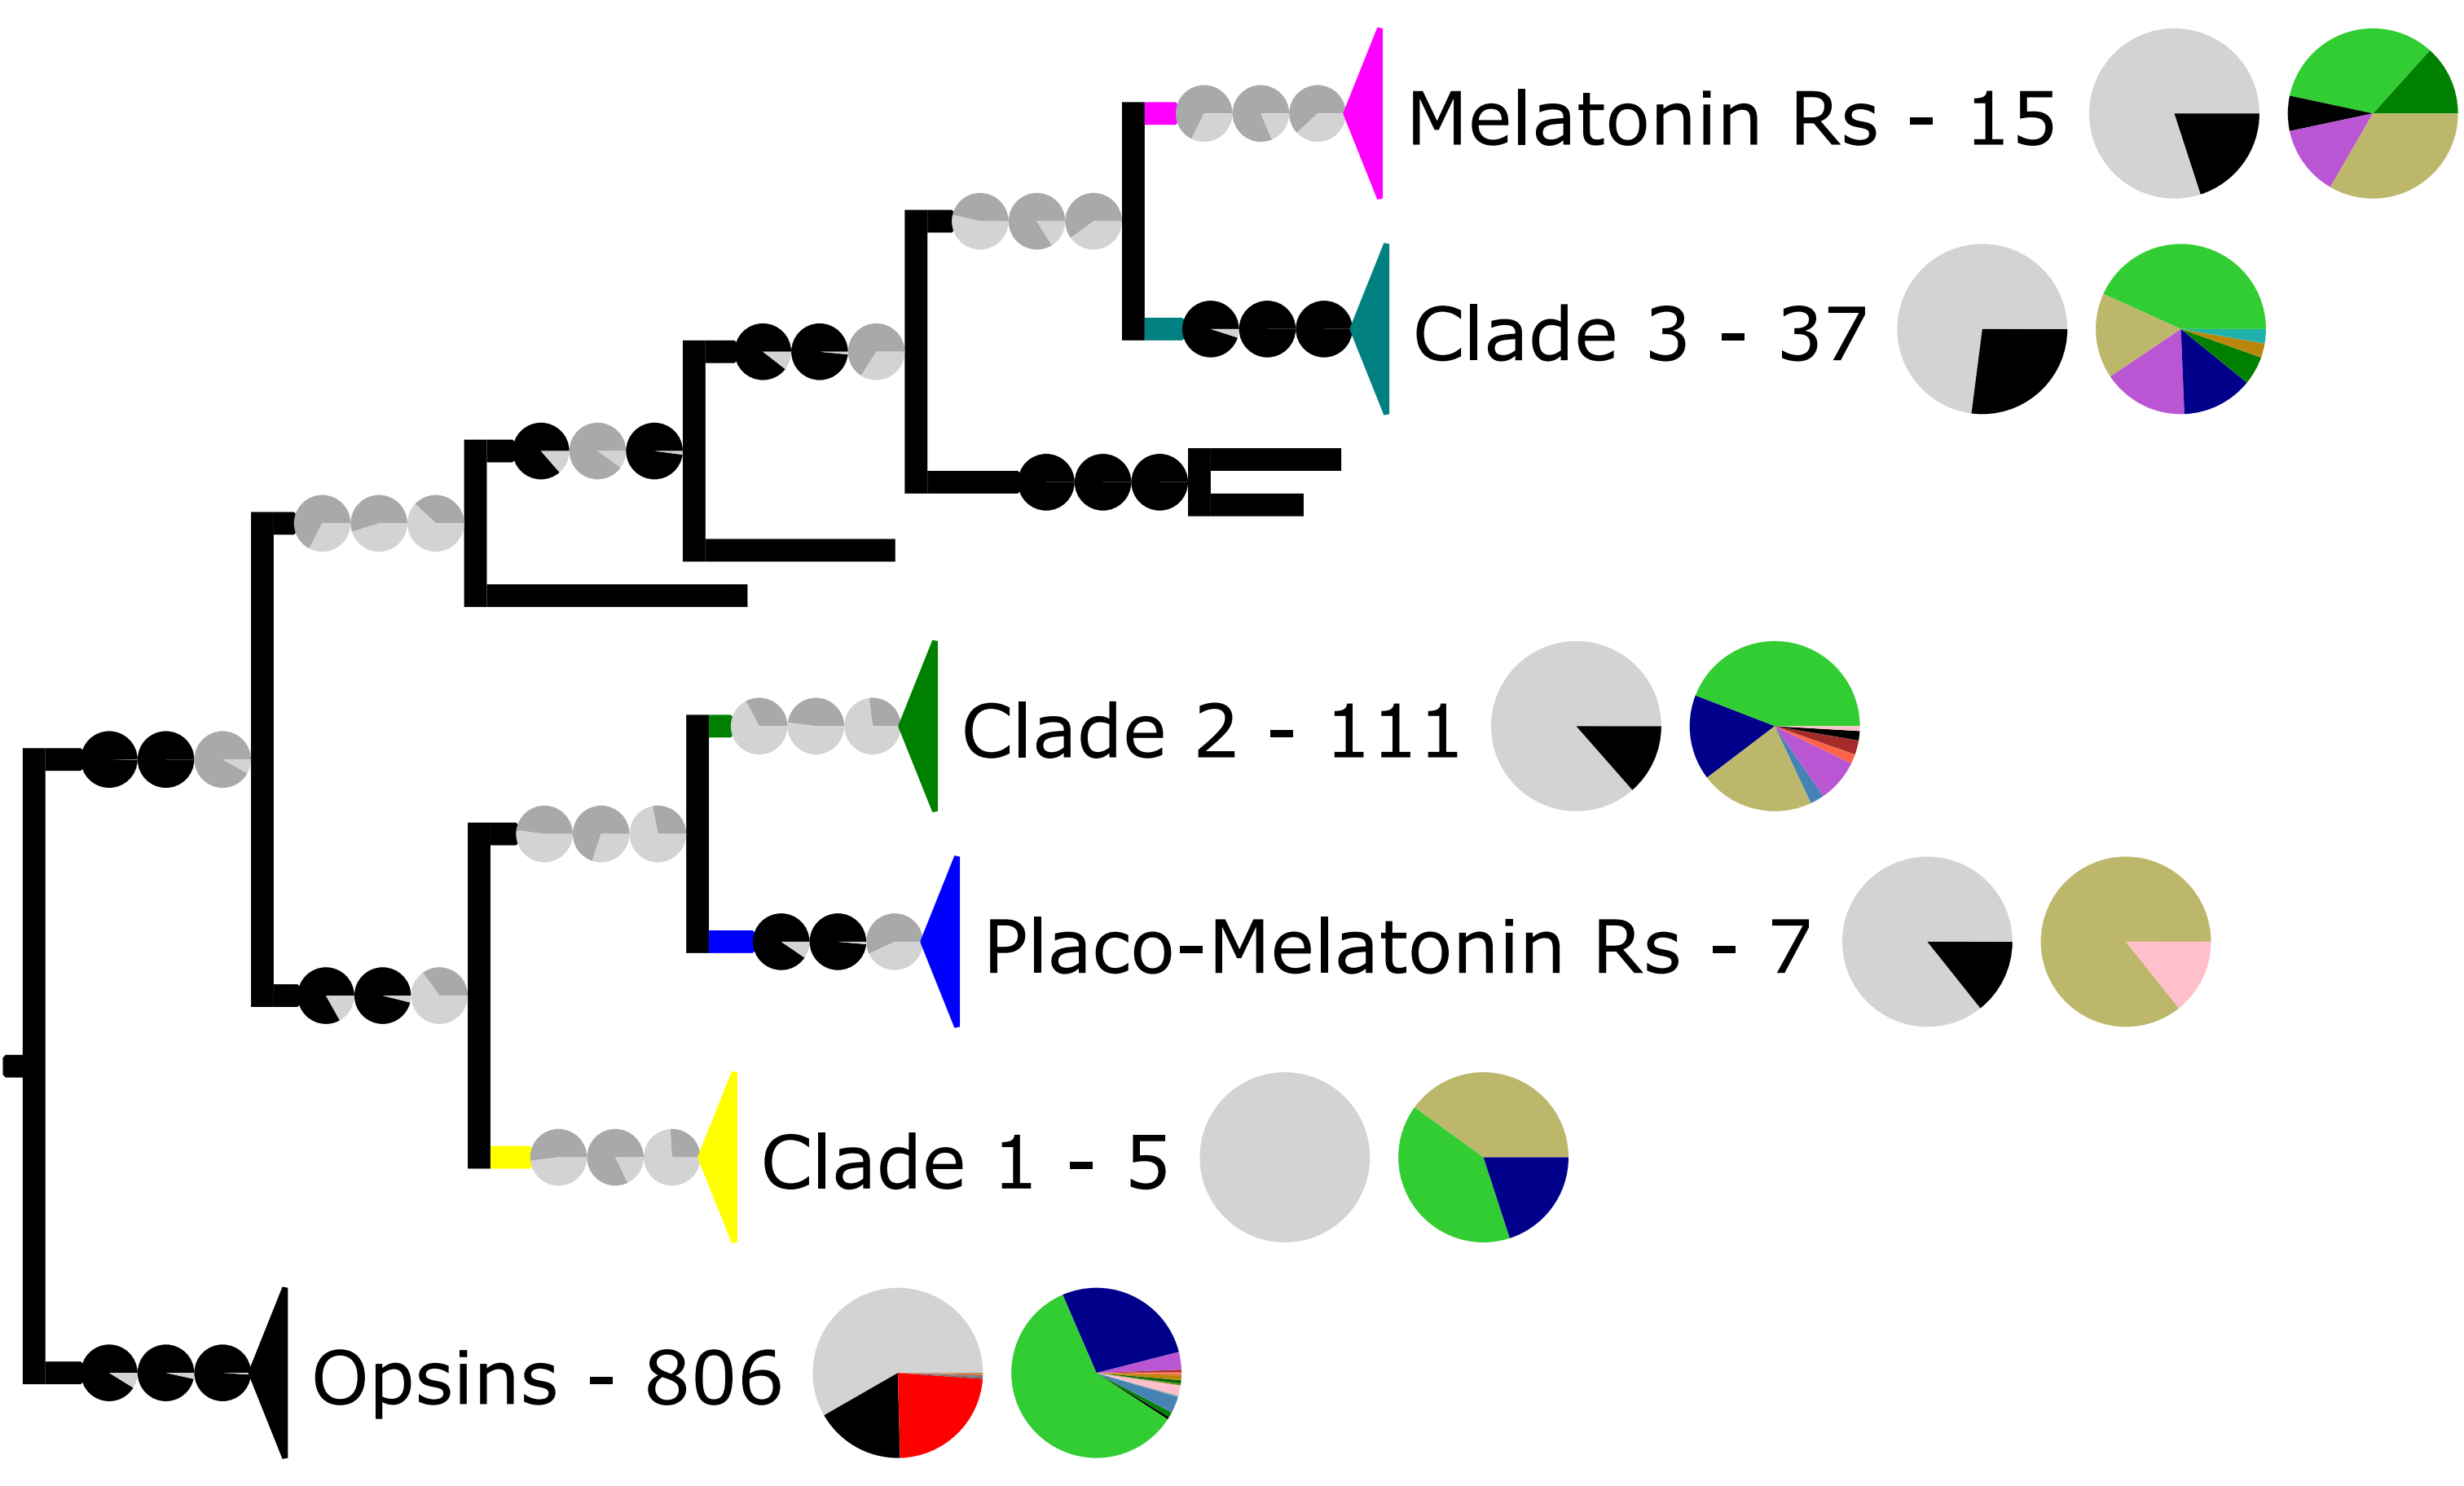 Melatonin Rs - 15
Clade 3 - 37
Clade 2 - 111
Placo-Melatonin Rs - 7
Clade 1 - 5
Opsins - 806